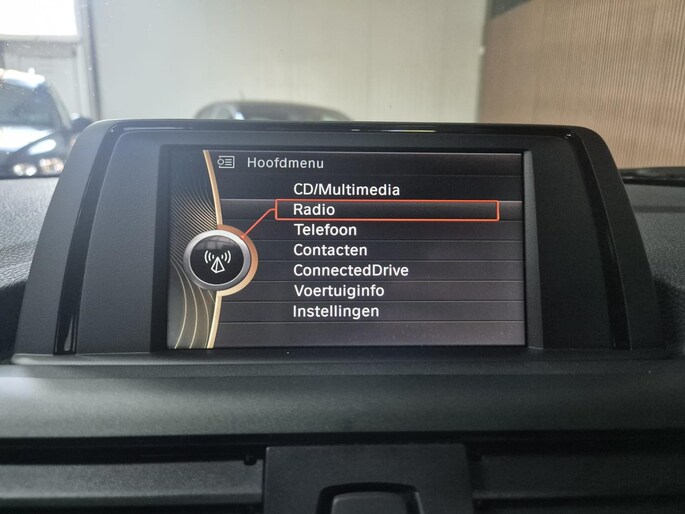 Hoofdmenu
CD/Multimedia
Radio
Telefoon
Contacten
ConnectedDrive
Voertuiginfo
Instellingen